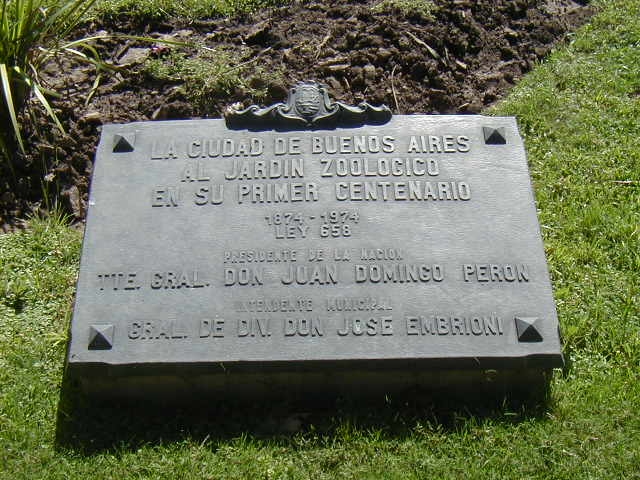 LA CIUDAD DE BUENOS AIRES
AL JARDIN ZOOLOGICO
EN SU PRIMER CENTENARIO
1874 - 1974
LEY 658
PRESIDENTE DE LA NACION
TTE. GRAL. DON JUAN DOMINGO PERON
INTENDENTE MUNICIPAL
GRAL. DE DIV. DON JOSE EMBRIONI